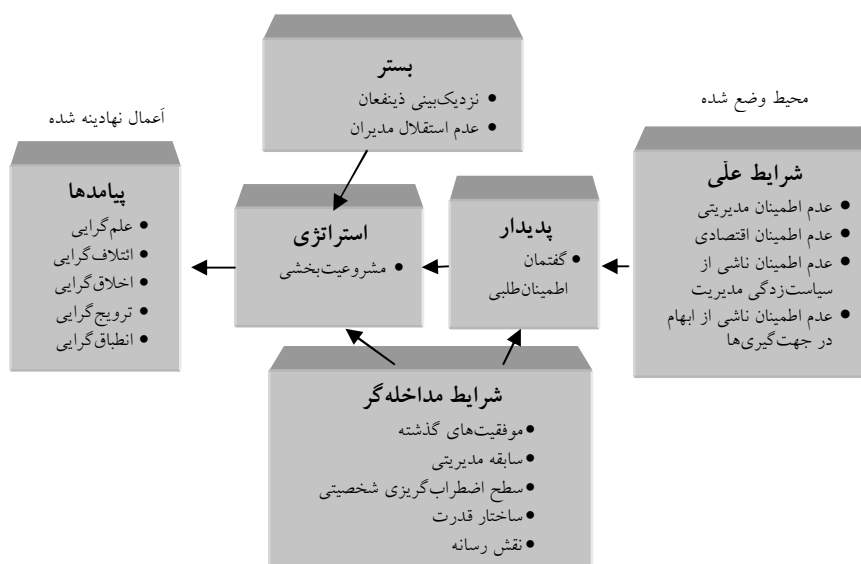 بستر
نزدیک‌بینی ذینفعان
عدم استقلال مدیران
محیط وضع شده
شرایط علّی
عدم اطمینان مدیریتی
عدم اطمینان اقتصادی
عدم اطمینان ناشی از
سیاست‌زدگی مدیریت
عدم اطمینان ناشی از ابهام
در جهت‌گیری‌ها
پدیدار
گفتمان
اطمینان‌طلبی
استراتژی
مشروعیت‌بخشی
اَعمال نهادینه شده
پیامدها
علم‌گرایی
ائتلاف‌گرایی
اخلاق‌گرایی
ترویج‌گرایی
انطباق‌گرایی
شرایط مداخله‌گر
موفقیت‌های گذشته
سابقه مدیریتی
سطح اضطراب‌گریزی شخصیتی
ساختار قدرت
نقش رسانه